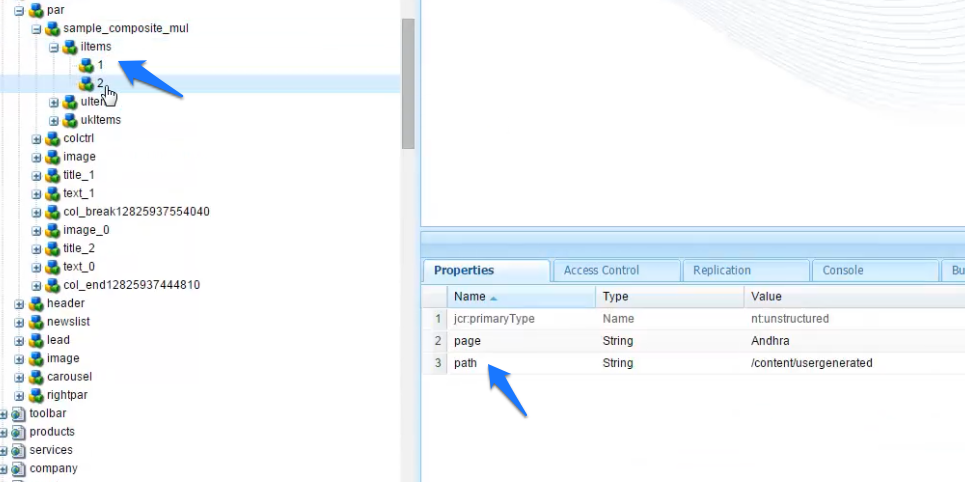 par
sample_composite_mul
iItems
1
2
uIter
ukItems
colctrl
image
title_1
text_1
col_break12825937554040
image_0
title_2
text_0
col_end12825937444810
header
newslist
lead
image
carousel
rightpar
toolbar
products
services
company
Properties Access Control Replication Console Bu
Name Type Value
1 jcr:primaryType Name nt:unstructured
2 page String Andhra
3 path String /content/usergenerated